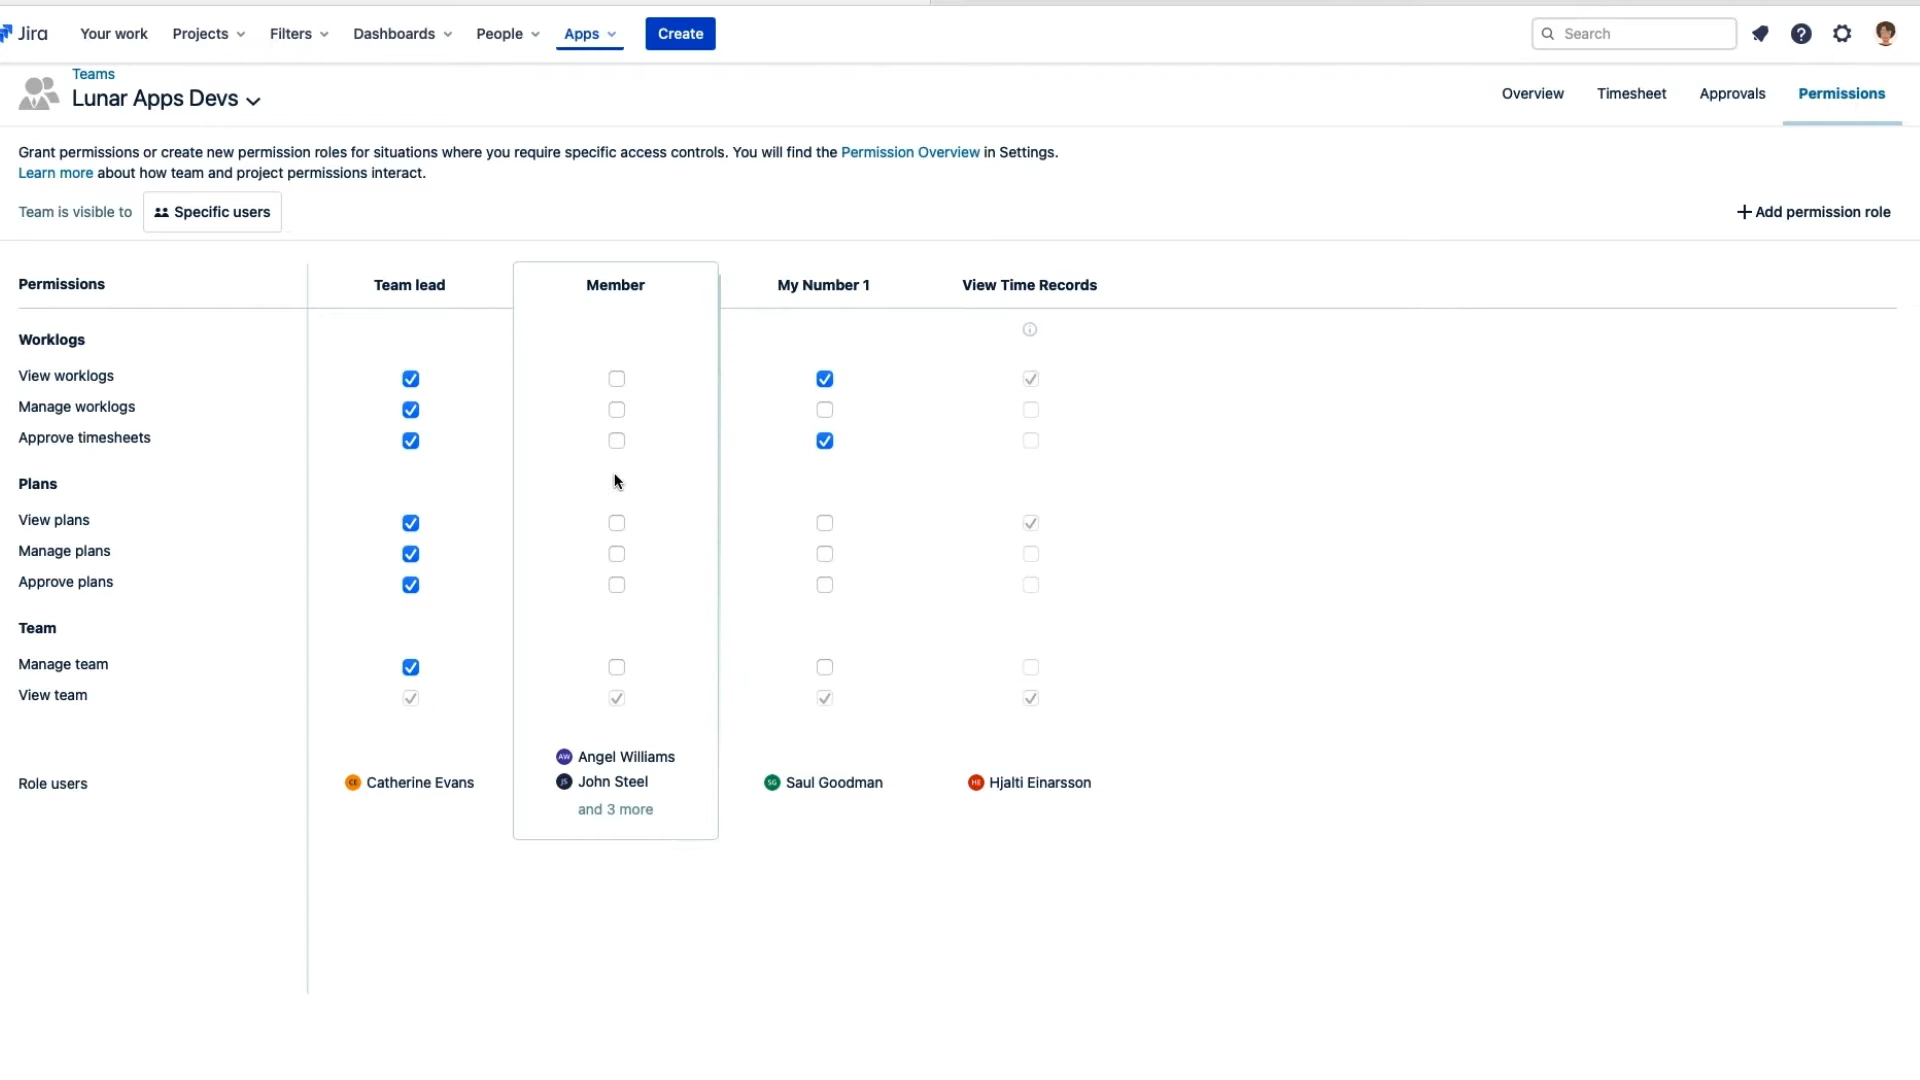 Jira Your work Projects Filters Dashboards People Apps Create Search
Teams
Lunar Apps Devs
Overview Timesheet Approvals Permissions
Grant permissions or create new permission roles for situations where you require specific access controls. You will find the Permission Overview in Settings.
Learn more about how team and project permissions interact.
Team is visible to Specific users + Add permission role
Permissions Team lead Member My Number 1 View Time Records
Worklogs
View worklogs
Manage worklogs
Approve timesheets
Plans
View plans
Manage plans
Approve plans
Team
Manage team
View team
AW Angel Williams
Role users CE Catherine Evans JS John Steel SG Saul Goodman HE Hjalti Einarsson
and 3 more